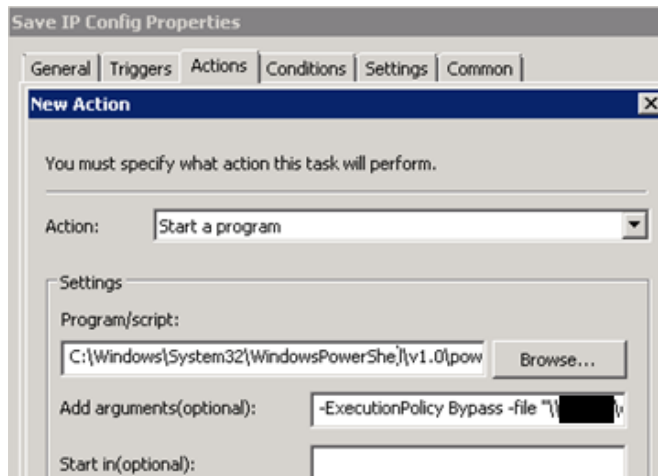 Save IP Config Properties
General Triggers Actions Conditions Settings Common
New Action
You must specify what action this task will perform.
Action: Start a program
Settings
Program/script:
C:\Windows\System32\WindowsPowerShell\v1.0\pow Browse...
Add arguments(optional): -ExecutionPolicy Bypass -file "\\
Start in(optional):